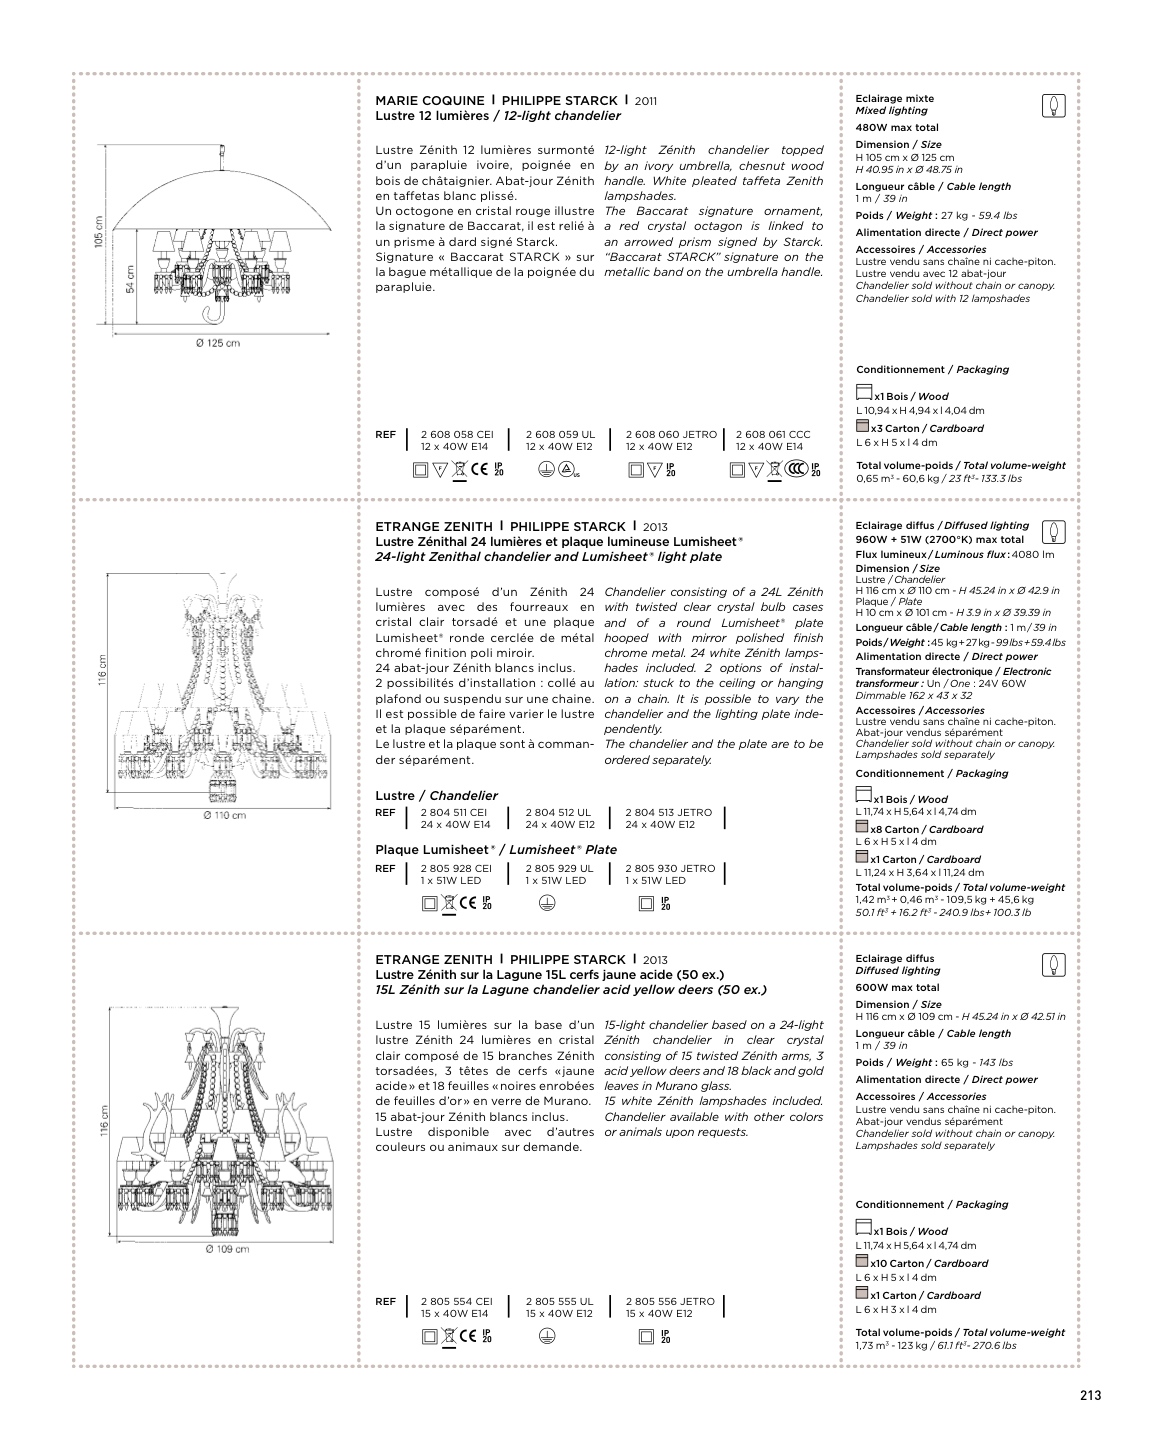 105 cm
54 cm
Ø 125 cm
MARIE COQUINE I PHILIPPE STARCK I 2011
Lustre 12 lumières / 12-light chandelier
Lustre Zénith 12 lumières surmonté
d'un parapluie ivoire, poignée en
bois de châtaignier. Abat-jour Zénith
en taffetas blanc plissé.
Un octogone en cristal rouge illustre
la signature de Baccarat, il est relié à
un prisme à dard signé Starck.
Signature « Baccarat STARCK » sur
la bague métallique de la poignée du
parapluie.
12-light Zénith chandelier topped
by an ivory umbrella, chesnut wood
handle. White pleated taffeta Zenith
lampshades.
The Baccarat signature ornament,
a red crystal octagon is linked to
an arrowed prism signed by Starck.
“Baccarat STARCK” signature on the
metallic band on the umbrella handle.
REF
2 608 058 CEI
12 x 40W E14
2 608 059 UL
12 x 40W E12
2 608 060 JETRO
12 x 40W E12
2 608 061 CCC
12 x 40W E14
F CE IP 20
US
F IP 20
F CCC IP 20
Eclairage mixte
Mixed lighting
480W max total
Dimension / Size
H 105 cm x Ø 125 cm
H 40.95 in x Ø 48.75 in
Longueur câble / Cable length
1 m / 39 in
Poids / Weight : 27 kg - 59.4 lbs
Alimentation directe / Direct power
Accessoires / Accessories
Lustre vendu sans chaîne ni cache-piton.
Lustre vendu avec 12 abat-jour
Chandelier sold without chain or canopy.
Chandelier sold with 12 lampshades
Conditionnement / Packaging
x1 Bois / Wood
L 10,94 x H 4,94 x l 4,04 dm
x3 Carton / Cardboard
L 6 x H 5 x l 4 dm
Total volume-poids / Total volume-weight
0,65 m³ - 60,6 kg / 23 ft³- 133.3 lbs
116 cm
Ø 110 cm
ETRANGE ZENITH I PHILIPPE STARCK I 2013
Lustre Zénithal 24 lumières et plaque lumineuse Lumisheet®
24-light Zenithal chandelier and Lumisheet® light plate
Lustre composé d'un Zénith 24
lumières avec des fourreaux en
cristal clair torsadé et une plaque
Lumisheet® ronde cerclée de métal
chromé finition poli miroir.
24 abat-jour Zénith blancs inclus.
2 possibilités d'installation : collé au
plafond ou suspendu sur une chaine.
Il est possible de faire varier le lustre
et la plaque séparément.
Le lustre et la plaque sont à comman-
der séparément.
Chandelier consisting of a 24L Zénith
with twisted clear crystal bulb cases
and of a round Lumisheet® plate
hooped with mirror polished finish
chrome metal. 24 white Zénith lamps-
hades included. 2 options of instal-
lation: stuck to the ceiling or hanging
on a chain. It is possible to vary the
chandelier and the lighting plate inde-
pendently.
The chandelier and the plate are to be
ordered separately.
Lustre / Chandelier
REF
2 804 511 CEI
24 x 40W E14
2 804 512 UL
24 x 40W E12
2 804 513 JETRO
24 x 40W E12
Plaque Lumisheet® / Lumisheet® Plate
REF
2 805 928 CEI
1 x 51W LED
2 805 929 UL
1 x 51W LED
2 805 930 JETRO
1 x 51W LED
CE IP 20
IP 20
Eclairage diffus / Diffused lighting
960W + 51W (2700°K) max total
Flux lumineux / Luminous flux : 4080 lm
Dimension / Size
Lustre / Chandelier
H 116 cm x Ø 110 cm - H 45.24 in x Ø 42.9 in
Plaque / Plate
H 10 cm x Ø 101 cm - H 3.9 in x Ø 39.39 in
Longueur câble / Cable length : 1 m / 39 in
Poids / Weight : 45 kg + 27 kg - 99 lbs + 59.4 lbs
Alimentation directe / Direct power
Transformateur électronique / Electronic
transformeur : Un / One : 24V 60W
Dimmable 162 x 43 x 32
Accessoires / Accessories
Lustre vendu sans chaîne ni cache-piton.
Abat-jour vendus séparément
Chandelier sold without chain or canopy.
Lampshades sold separately
Conditionnement / Packaging
x1 Bois / Wood
L 11,74 x H 5,64 x l 4,74 dm
x8 Carton / Cardboard
L 6 x H 5 x l 4 dm
x1 Carton / Cardboard
L 11,24 x H 3,64 x l 11,24 dm
Total volume-poids / Total volume-weight
1,42 m³ + 0,46 m³ - 109,5 kg + 45,6 kg
50.1 ft³ + 16.2 ft³ - 240.9 lbs + 100.3 lb
116 cm
Ø 109 cm
ETRANGE ZENITH I PHILIPPE STARCK I 2013
Lustre Zénith sur la Lagune 15L cerfs jaune acide (50 ex.)
15L Zénith sur la Lagune chandelier acid yellow deers (50 ex.)
Lustre 15 lumières sur la base d'un
lustre Zénith 24 lumières en cristal
clair composé de 15 branches Zénith
torsadées, 3 têtes de cerfs «jaune
acide» et 18 feuilles «noires enrobées
de feuilles d'or» en verre de Murano.
15 abat-jour Zénith blancs inclus.
Lustre disponible avec d'autres
couleurs ou animaux sur demande.
15-light chandelier based on a 24-light
Zénith chandelier in clear crystal
consisting of 15 twisted Zénith arms, 3
acid yellow deers and 18 black and gold
leaves in Murano glass.
15 white Zénith lampshades included.
Chandelier available with other colors
or animals upon requests.
REF
2 805 554 CEI
15 x 40W E14
2 805 555 UL
15 x 40W E12
2 805 556 JETRO
15 x 40W E12
CE IP 20
IP 20
Eclairage diffus
Diffused lighting
600W max total
Dimension / Size
H 116 cm x Ø 109 cm - H 45.24 in x Ø 42.51 in
Longueur câble / Cable length
1 m / 39 in
Poids / Weight : 65 kg - 143 lbs
Alimentation directe / Direct power
Accessoires / Accessories
Lustre vendu sans chaîne ni cache-piton.
Abat-jour vendus séparément
Chandelier sold without chain or canopy.
Lampshades sold separately
Conditionnement / Packaging
x1 Bois / Wood
L 11,74 x H 5,64 x l 4,74 dm
x10 Carton / Cardboard
L 6 x H 5 x l 4 dm
x1 Carton / Cardboard
L 6 x H 3 x l 4 dm
Total volume-poids / Total volume-weight
1,73 m³ - 123 kg / 61.1 ft³- 270.6 lbs
213